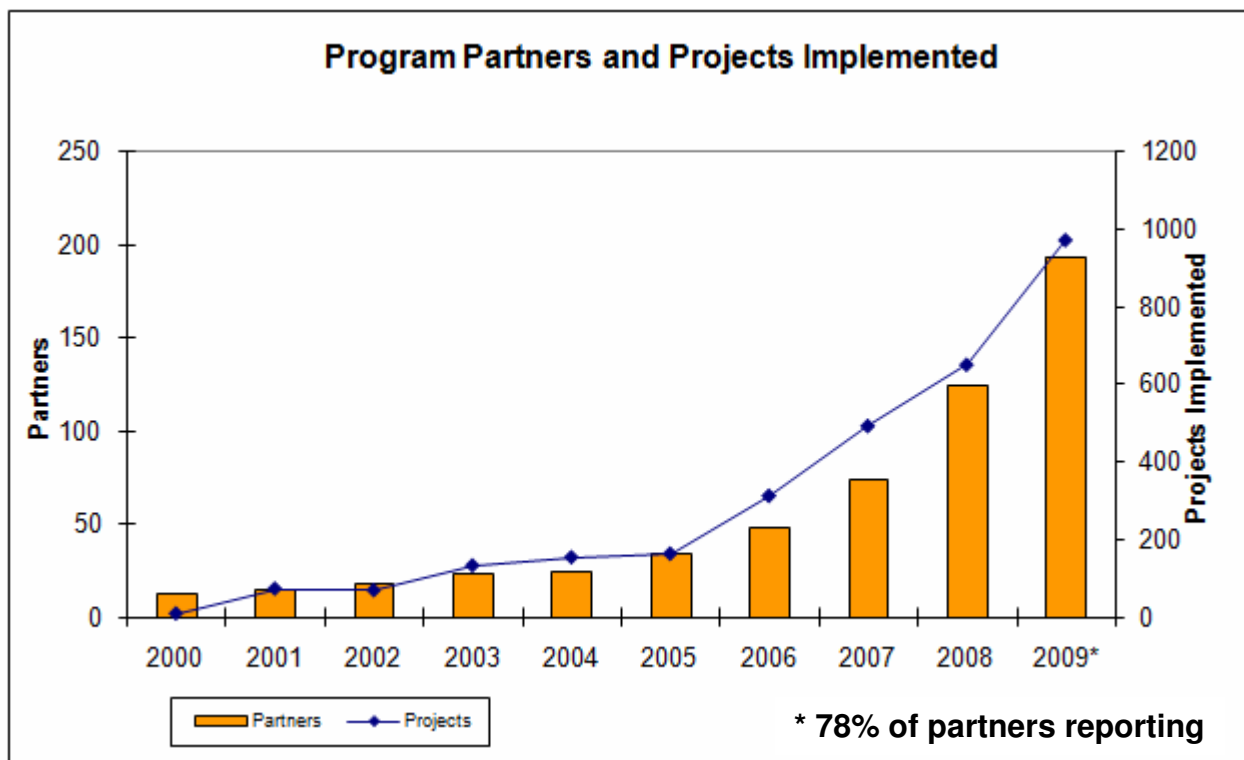 Program Partners and Projects Implemented
Partners
250
200
150
100
50
0
1200
1000
800
600
400
200
0
Projects Implemented
2000 2001 2002 2003 2004 2005 2006 2007 2008 2009*
Partners Projects
* 78% of partners reporting